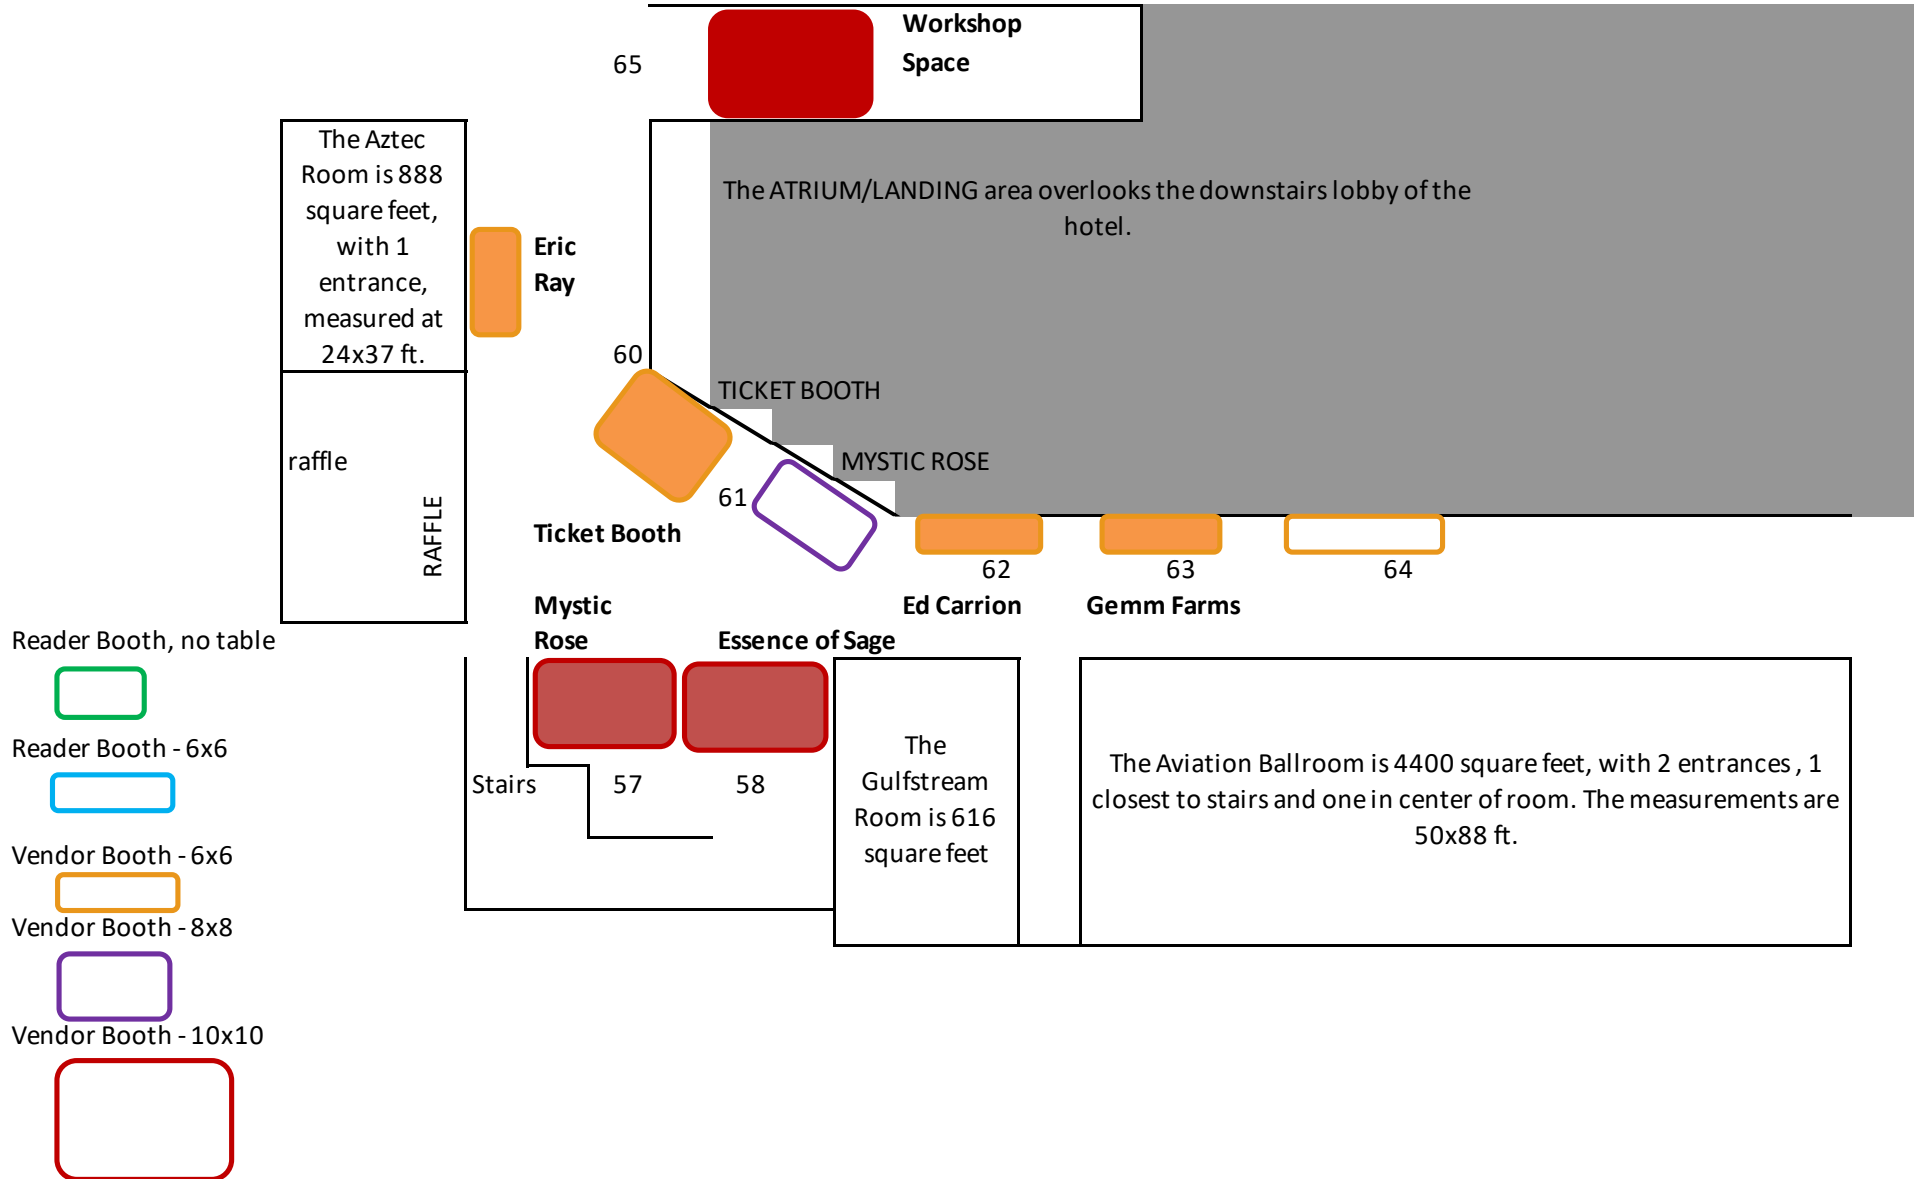 Workshop
Space
65
The Aztec
Room is 888
square feet,
with 1
entrance,
measured at
24x37 ft.
The ATRIUM/LANDING area overlooks the downstairs lobby of the
hotel.
Eric
Ray
60
TICKET BOOTH
raffle
MYSTIC ROSE
61
RAFFLE
Ticket Booth
62
63
64
Mystic
Rose
Ed Carrion
Gemm Farms
Essence of Sage
Reader Booth, no table
Reader Booth - 6x6
Stairs
57
58
The
Gulfstream
Room is 616
square feet
The Aviation Ballroom is 4400 square feet, with 2 entrances , 1
closest to stairs and one in center of room. The measurements are
50x88 ft.
Vendor Booth - 6x6
Vendor Booth - 8x8
Vendor Booth - 10x10